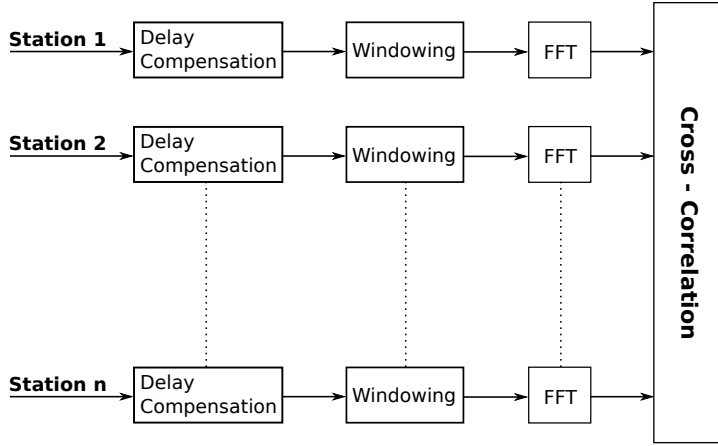 Station 1
Delay
Compensation
Windowing
FFT
Station 2
Delay
Compensation
Windowing
FFT
Station n
Delay
Compensation
Windowing
FFT
Cross - Correlation